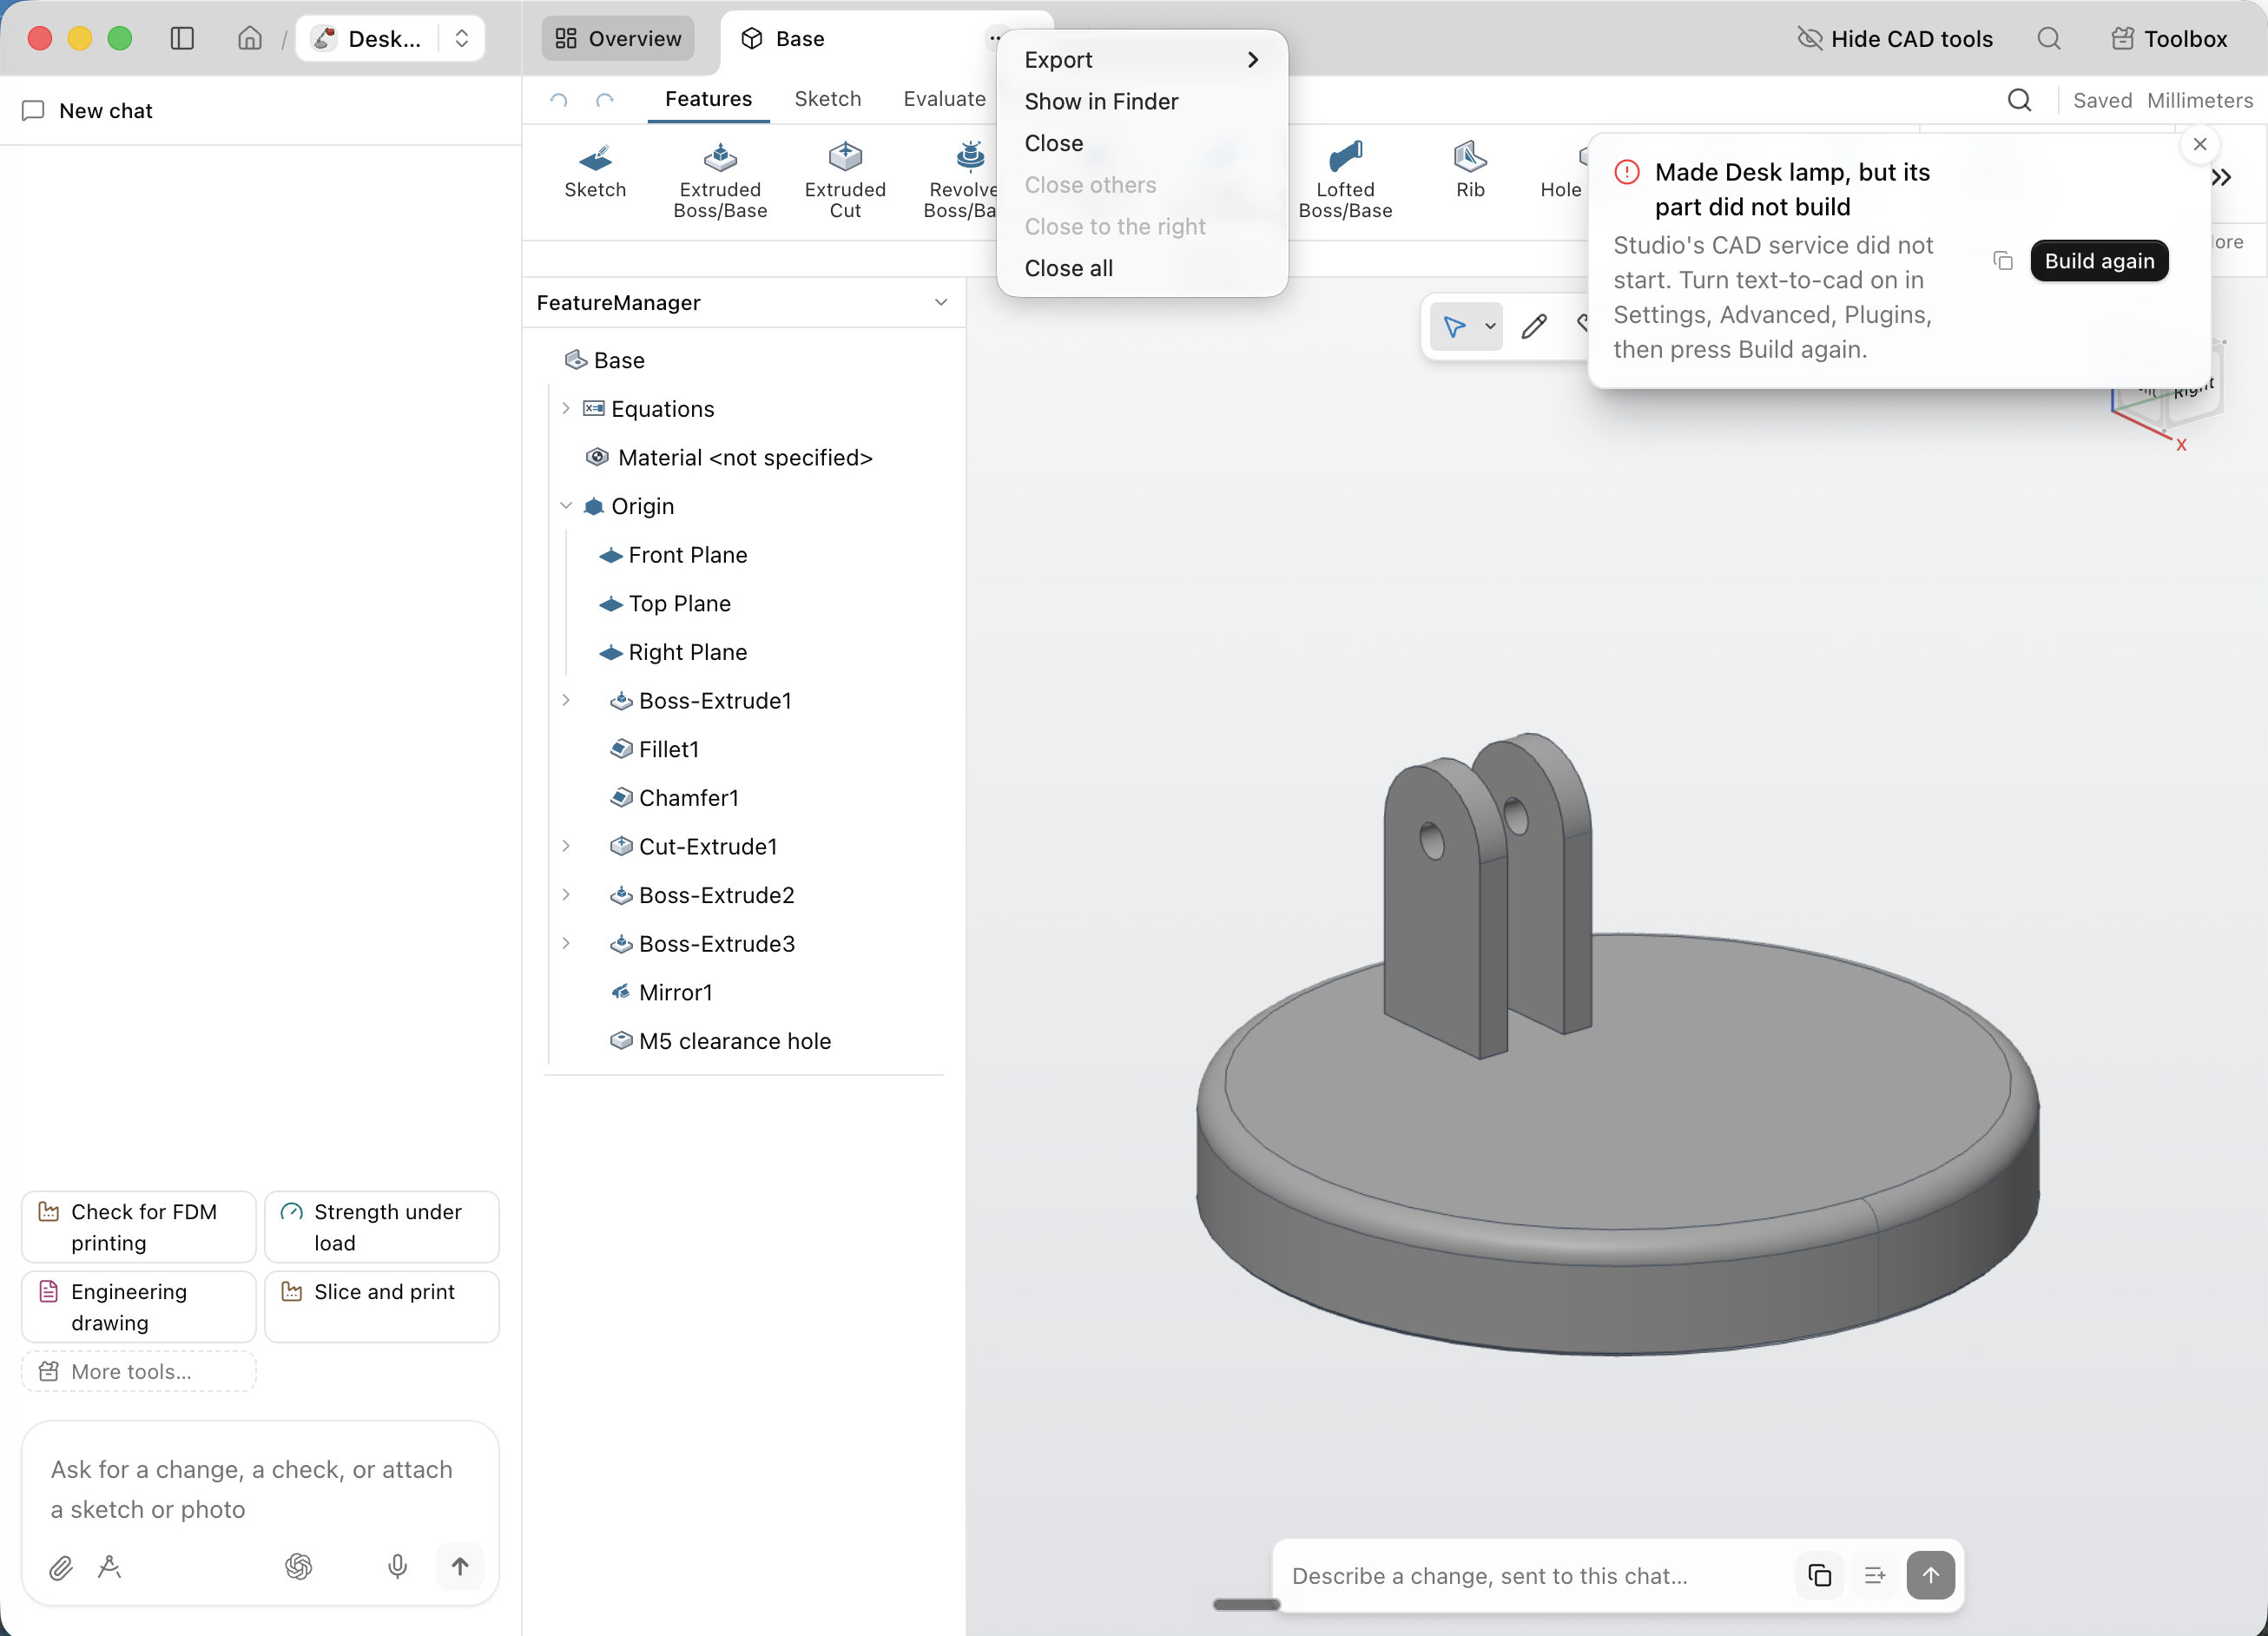 Desk...
Overview
Base
Hide CAD tools
Toolbox
New chat
Features
Sketch
Evaluate
Saved
Millimeters
Export
Show in Finder
Close
Close others
Close to the right
Close all
Sketch
Extruded
Boss/Base
Extruded
Cut
Lofted
Boss/Base
Rib
Hole
Made Desk lamp, but its
part did not build
Studio's CAD service did not
start. Turn text-to-cad on in
Settings, Advanced, Plugins,
then press Build again.
Build again
Right
X
FeatureManager
Base
Equations
Material <not specified>
Origin
Front Plane
Top Plane
Right Plane
Boss-Extrude1
Fillet1
Chamfer1
Cut-Extrude1
Boss-Extrude2
Boss-Extrude3
Mirror1
M5 clearance hole
Check for FDM
printing
Strength under
load
Engineering
drawing
Slice and print
More tools...
Ask for a change, a check, or attach
a sketch or photo
Describe a change, sent to this chat...